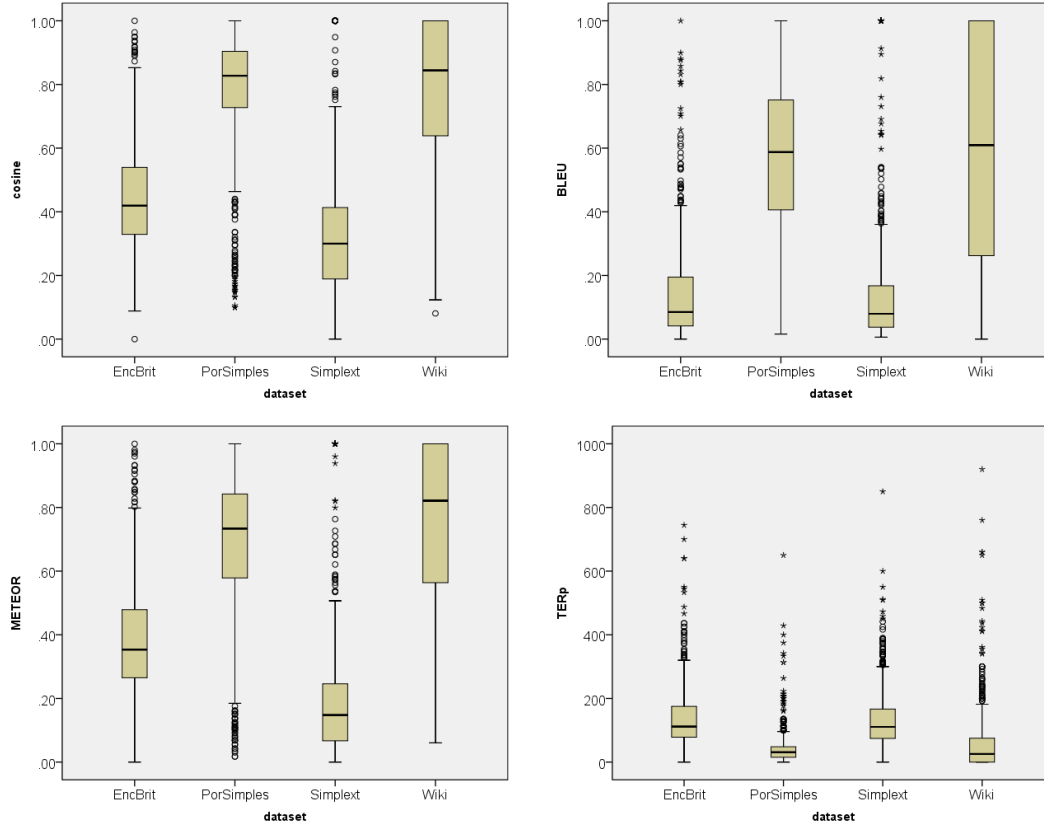 cosine
1.00
.80
.60
.40
.20
.00
EncBrit PorSimples Simplext Wiki
dataset
BLEU
1.00
.80
.60
.40
.20
.00
EncBrit PorSimples Simplext Wiki
dataset
METEOR
1.00
.80
.60
.40
.20
.00
EncBrit PorSimples Simplext Wiki
dataset
TERp
1000
800
600
400
200
0
EncBrit PorSimples Simplext Wiki
dataset